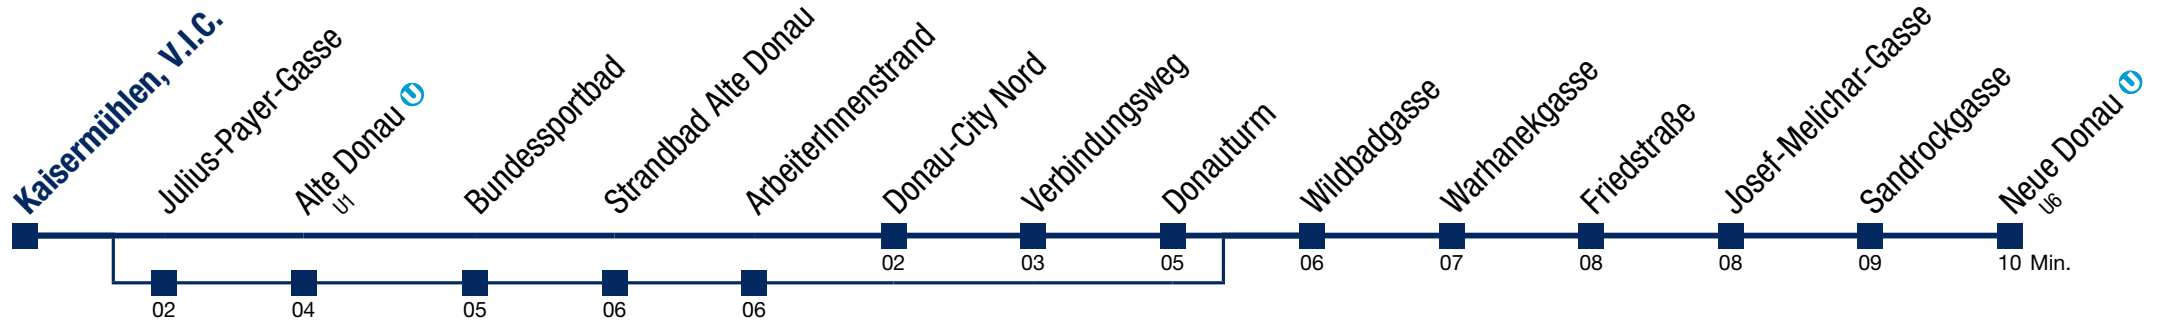 Kaisermühlen, V.I.C.
Julius-Payer-Gasse
Alte Donau
U1
Bundessportbad
Strandbad Alte Donau
ArbeiterInnenstrand
Donau-City Nord
Verbindungsweg
Donauturm
Wildbadgasse
Warhanekgasse
Friedstraße
Josef-Melichar-Gasse
Sandrockgasse
Neue Donau
U6
02 03 05 06 07 08 08 09 10 Min.
02 04 05 06 06